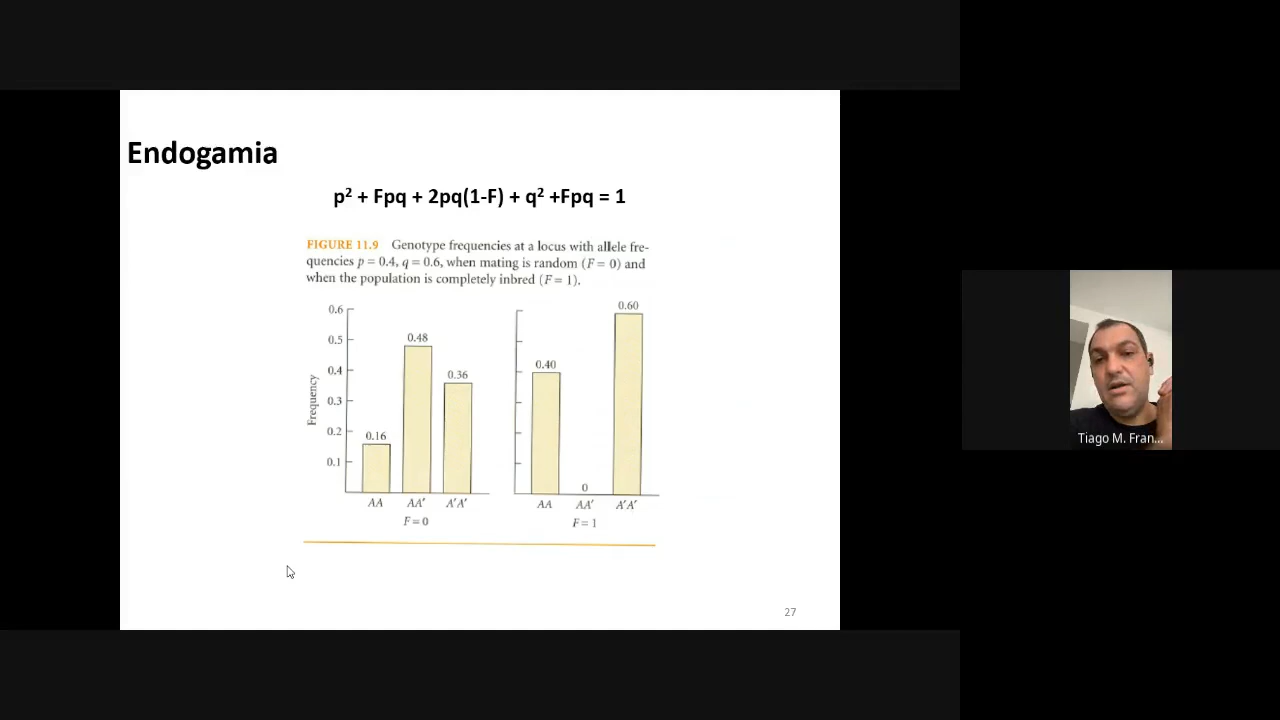 Endogamia
p² + Fpq + 2pq(1-F) + q² +Fpq = 1
FIGURE 11.9 Genotype frequencies at a locus with allele fre-
quencies p = 0.4, q = 0.6, when mating is random (F = 0) and
when the population is completely inbred (F = 1).
0.6
0.5
0.4
0.3
0.2
0.1
Frequency
0.16
0.48
0.36
AA AA′ A′A′
F = 0
0.40
0
0.60
AA AA′ A′A′
F = 1
27
Tiago M. Fran...